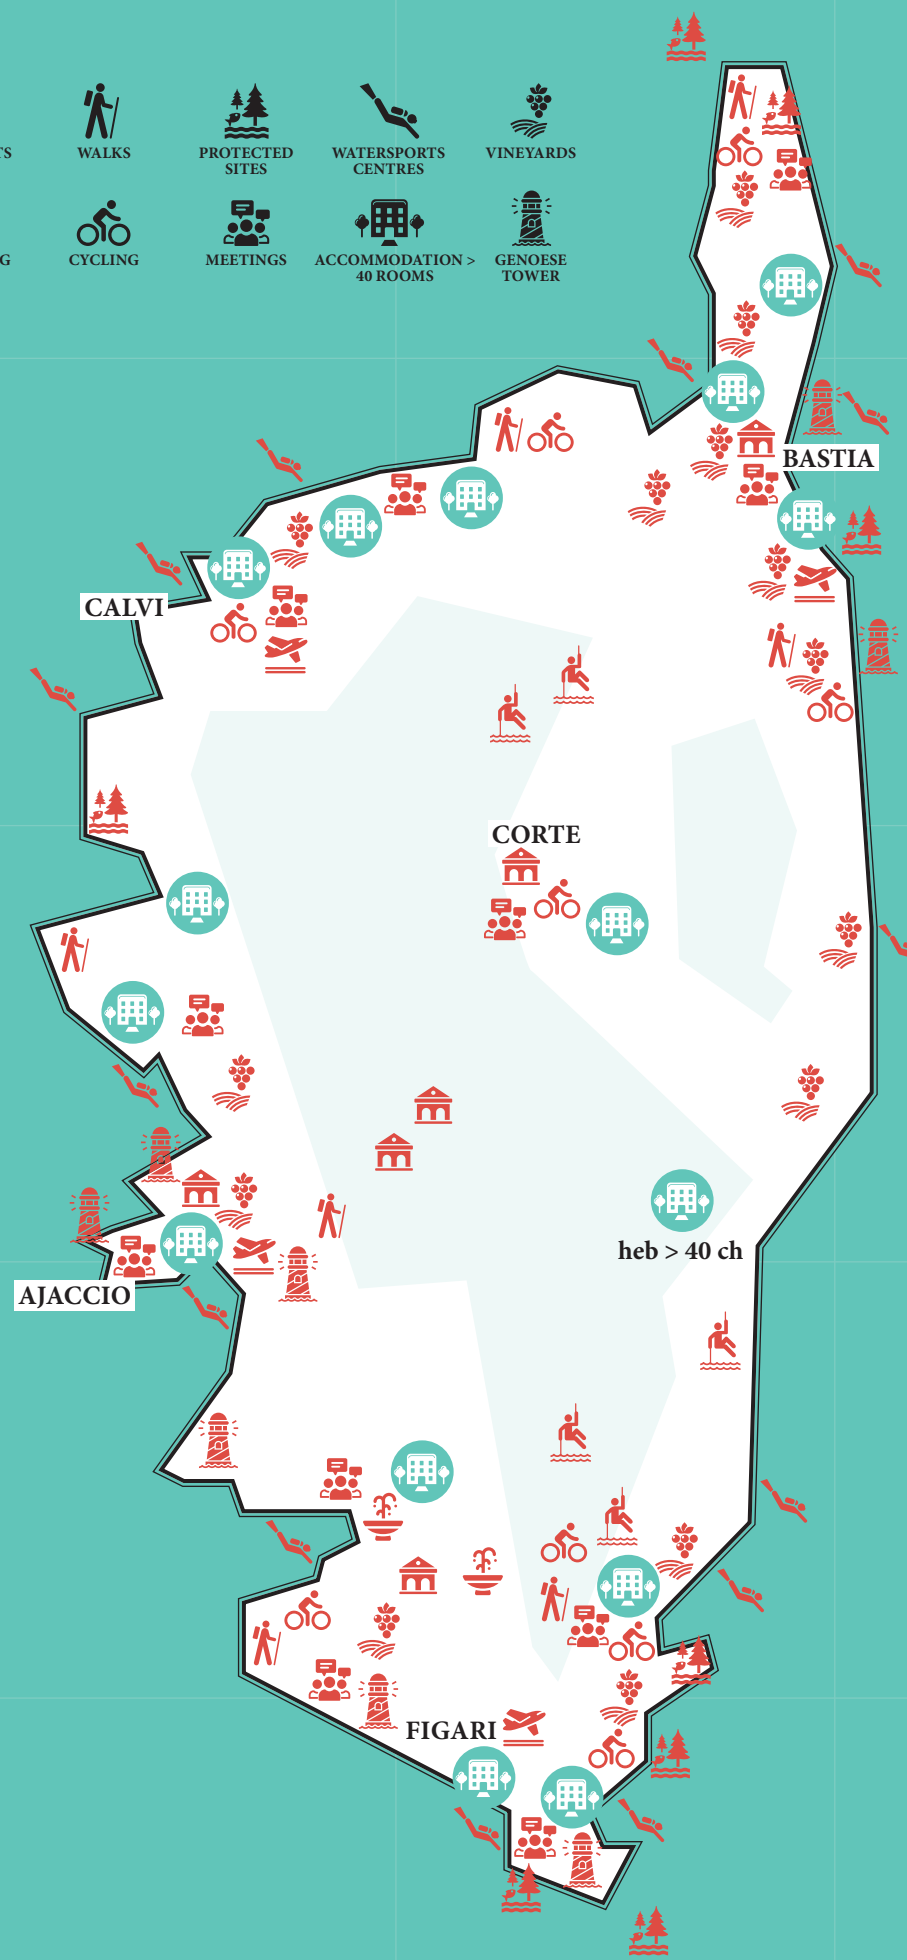 TS
WALKS
PROTECTED
SITES
WATERSPORTS
CENTRES
VINEYARDS
G
CYCLING
MEETINGS
ACCOMMODATION >
40 ROOMS
GENOESE
TOWER
BASTIA
CALVI
CORTE
heb > 40 ch
AJACCIO
FIGARI